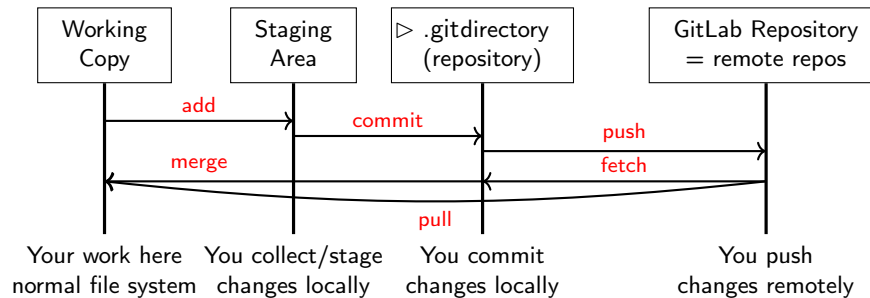 Working
Copy
Staging
Area
▷ .gitdirectory
(repository)
GitLab Repository
= remote repos
add
commit
push
merge
fetch
pull
Your work here
normal file system
You collect/stage
changes locally
You commit
changes locally
You push
changes remotely